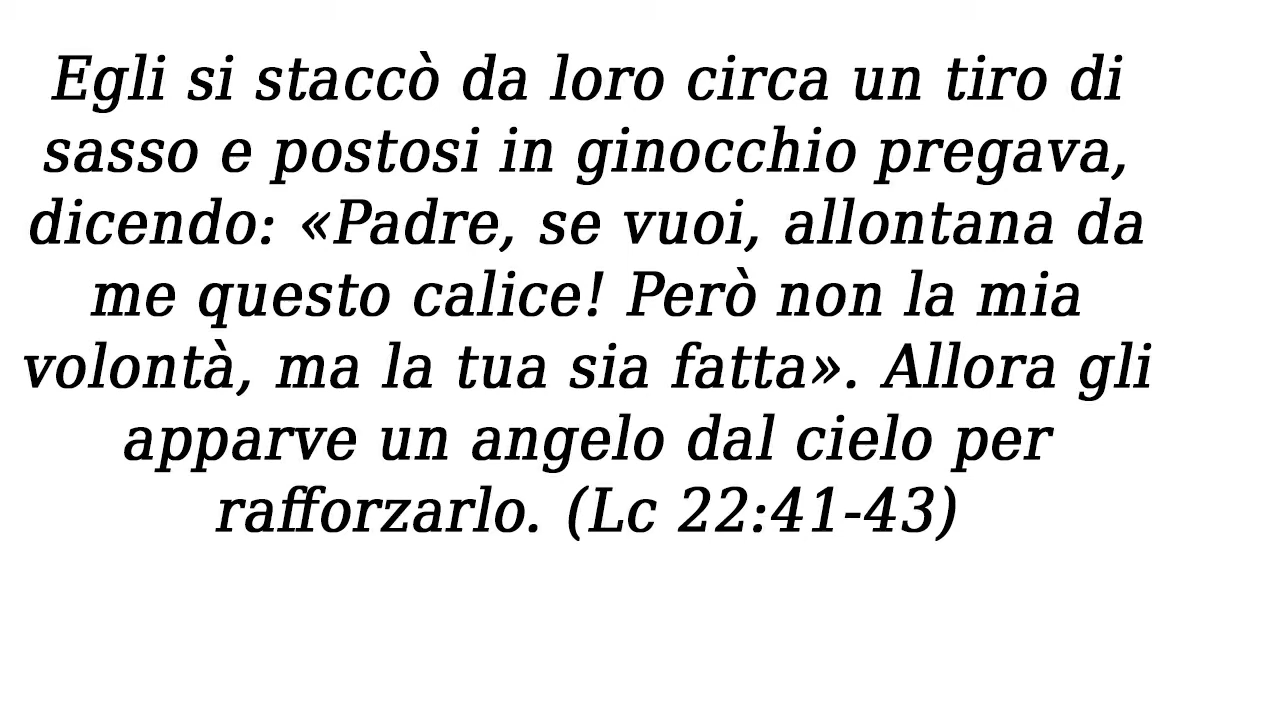 Egli si staccò da loro circa un tiro di
sasso e postosi in ginocchio pregava,
dicendo: «Padre, se vuoi, allontana da
me questo calice! Però non la mia
volontà, ma la tua sia fatta». Allora gli
apparve un angelo dal cielo per
rafforzarlo. (Lc 22:41-43)